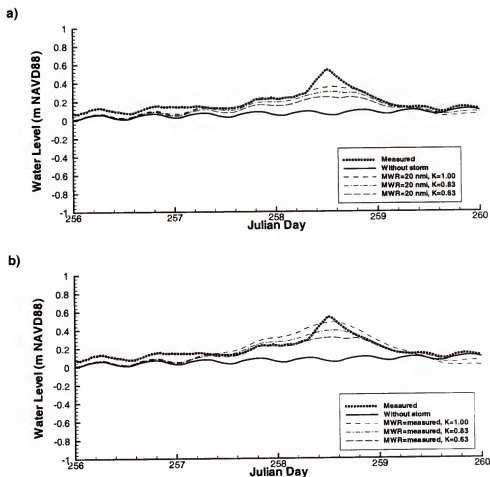 a)
Water Level (m NAVD88)
1
0.8
0.6
0.4
0.2
0
-0.2
-0.4
-0.6
-0.8
-1
256
257
258
259
260
Julian Day
Measured
Without storm
MWR=20 nmi, K=1.00
MWR=20 nmi, K=0.83
MWR=20 nmi, K=0.63
b)
Water Level (m NAVD88)
1
0.8
0.6
0.4
0.2
0
-0.2
-0.4
-0.6
-0.8
-1
256
257
258
259
260
Julian Day
Measured
Without storm
MWR=measured, K=1.00
MWR=measured, K=0.83
MWR=measured, K=0.63